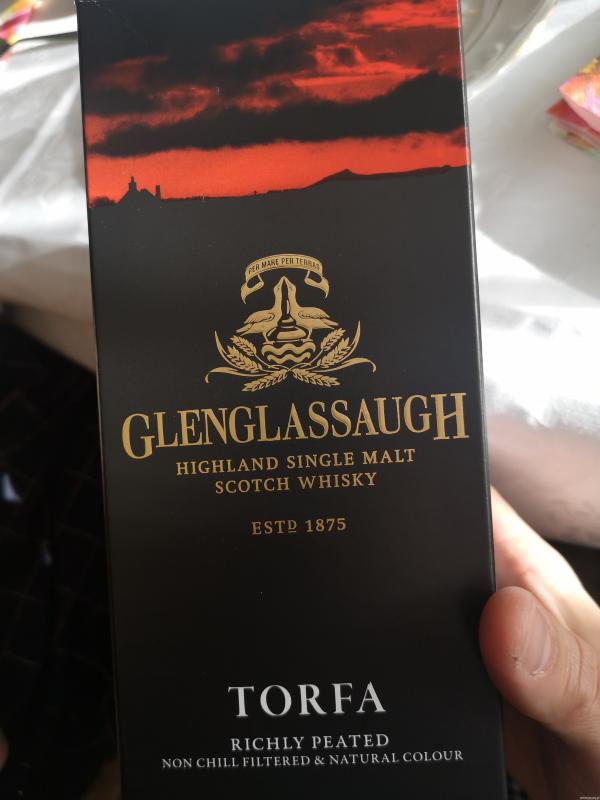 PER MARE PER TERRAS
GLENGLASSAUGH
HIGHLAND SINGLE MALT
SCOTCH WHISKY
ESTD 1875
TORFA
RICHLY PEATED
NON CHILL FILTERED & NATURAL COLOUR